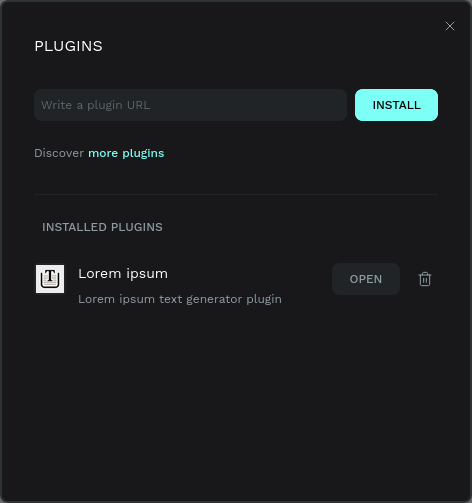 PLUGINS
Write a plugin URL
INSTALL
Discover more plugins
INSTALLED PLUGINS
T
Lorem ipsum
Lorem ipsum text generator plugin
OPEN